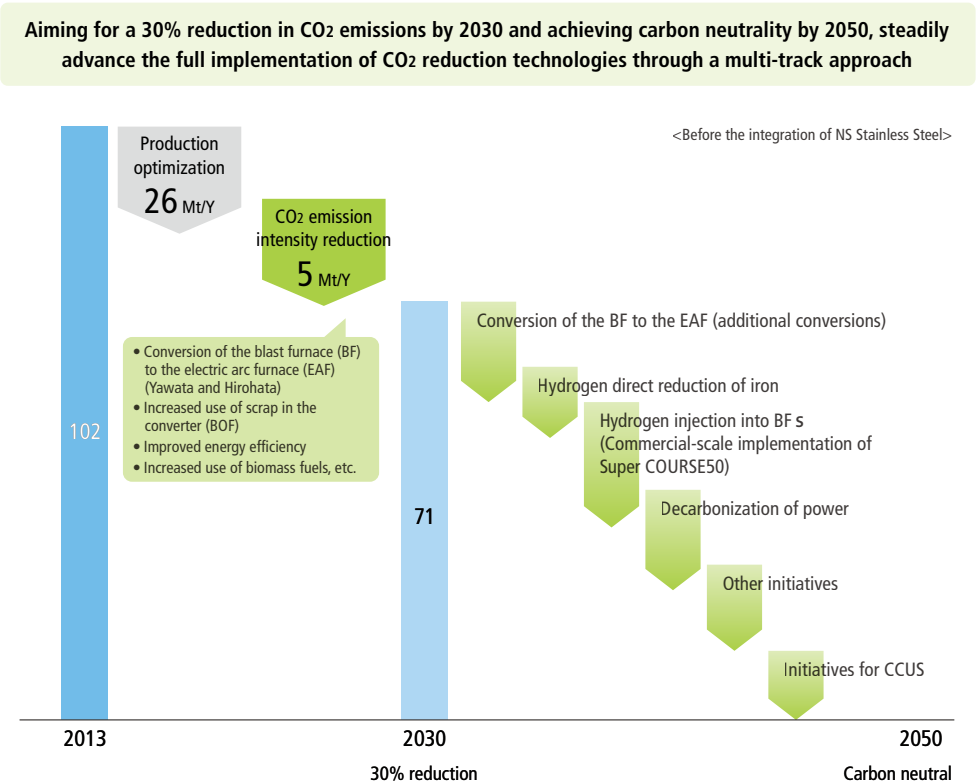 Aiming for a 30% reduction in CO2 emissions by 2030 and achieving carbon neutrality by 2050, steadily
advance the full implementation of CO2 reduction technologies through a multi-track approach
<Before the integration of NS Stainless Steel>
Production
optimization
26 Mt/Y
CO2 emission
intensity reduction
5 Mt/Y
• Conversion of the blast furnace (BF)
to the electric arc furnace (EAF)
(Yawata and Hirohata)
• Increased use of scrap in the
converter (BOF)
• Improved energy efficiency
• Increased use of biomass fuels, etc.
102
71
Conversion of the BF to the EAF (additional conversions)
Hydrogen direct reduction of iron
Hydrogen injection into BF s
(Commercial-scale implementation of
Super COURSE50)
Decarbonization of power
Other initiatives
Initiatives for CCUS
2013
2030
2050
30% reduction
Carbon neutral